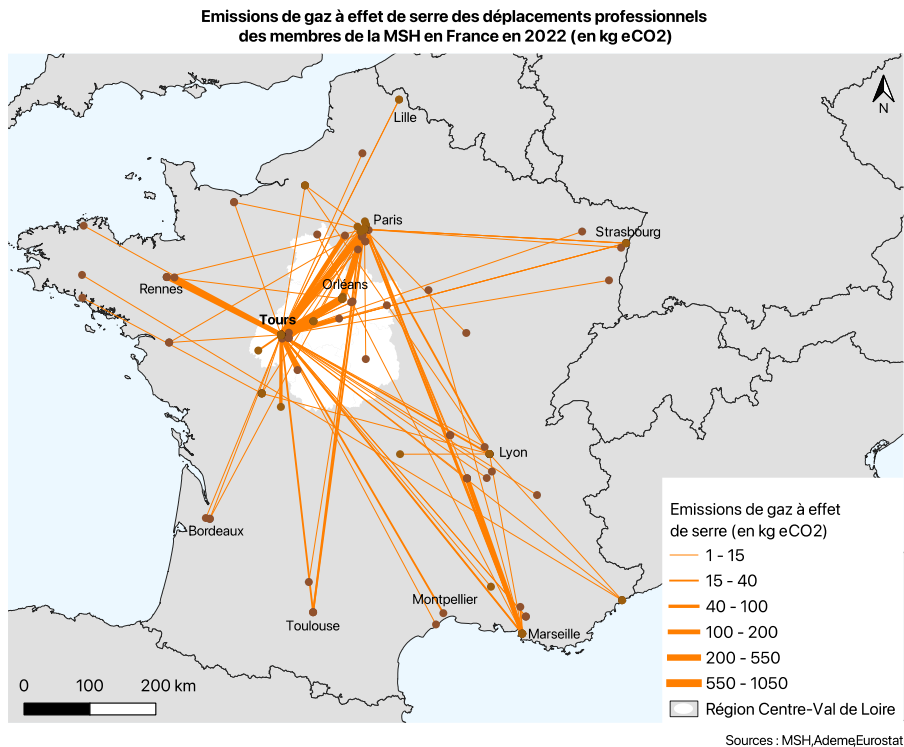 Emissions de gaz à effet de serre des déplacements professionnels
des membres de la MSH en France en 2022 (en kg eCO2)
N
Lille
Paris
Strasbourg
Rennes
Orléans
Tours
Lyon
Bordeaux
Montpellier
Toulouse
Marseille
Emissions de gaz à effet
de serre (en kg eCO2)
1 - 15
15 - 40
40 - 100
100 - 200
200 - 550
550 - 1050
Région Centre-Val de Loire
0 100 200 km
Sources : MSH,Ademe,Eurostat